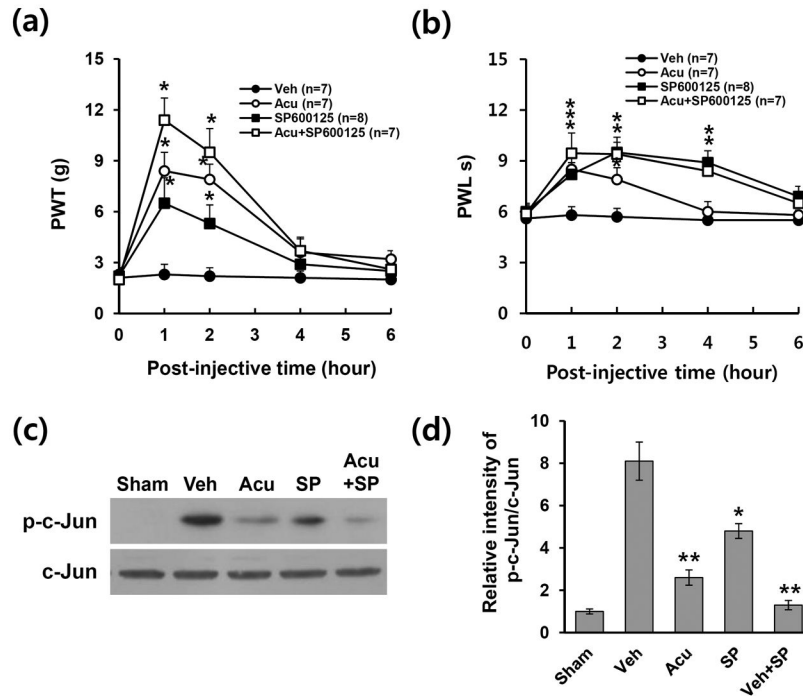 (a)
Veh (n=7)
Acu (n=7)
SP600125 (n=8)
Acu+SP600125 (n=7)
PWT (g)
15
12
9
6
3
0
* * * * * *
0 1 2 3 4 5 6
Post-injective time (hour)
(b)
Veh (n=7)
Acu (n=7)
SP600125 (n=8)
Acu+SP600125 (n=7)
PWL s)
15
12
9
6
3
0
* * * * * * * *
0 1 2 3 4 5 6
Post-injective time (hour)
(c)
Sham Veh Acu SP Acu
+SP
p-c-Jun
c-Jun
(d)
Relative intensity of
p-c-Jun/c-Jun
10
8
6
4
2
0
** * **
Sham Veh Acu SP Veh+SP